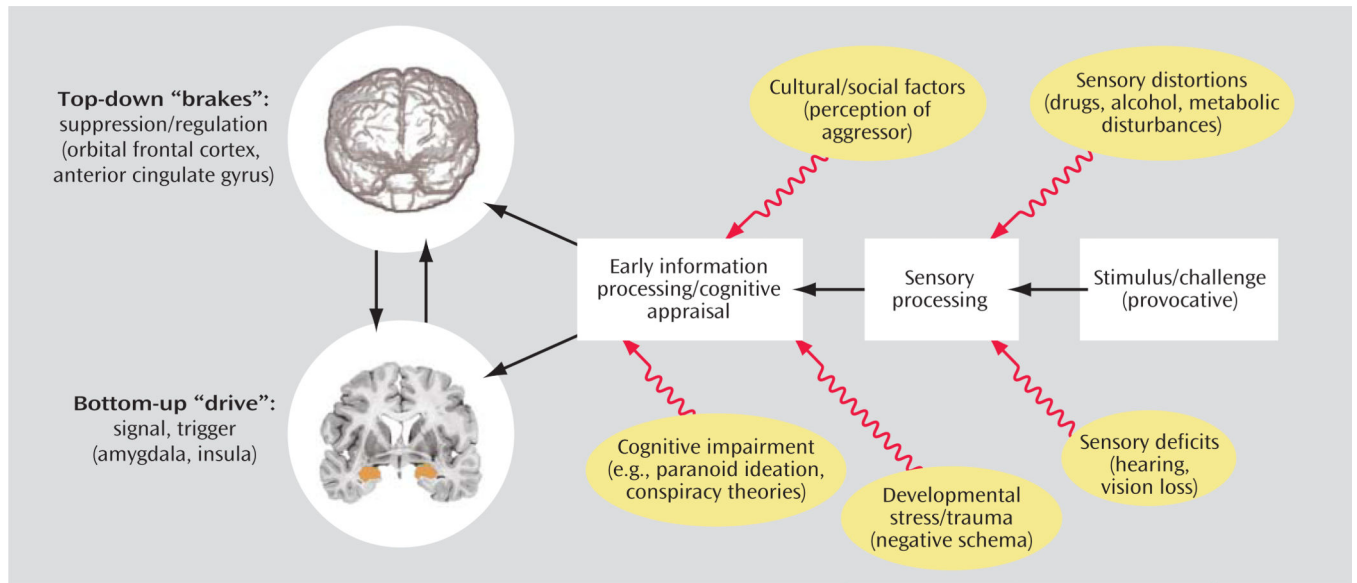 Top-down “brakes”:
suppression/regulation
(orbital frontal cortex,
anterior cingulate gyrus)
Bottom-up “drive”:
signal, trigger
(amygdala, insula)
Cultural/social factors
(perception of
aggressor)
Sensory distortions
(drugs, alcohol, metabolic
disturbances)
Early information
processing/cognitive
appraisal
Sensory
processing
Stimulus/challenge
(provocative)
Cognitive impairment
(e.g., paranoid ideation,
conspiracy theories)
Developmental
stress/trauma
(negative schema)
Sensory deficits
(hearing,
vision loss)